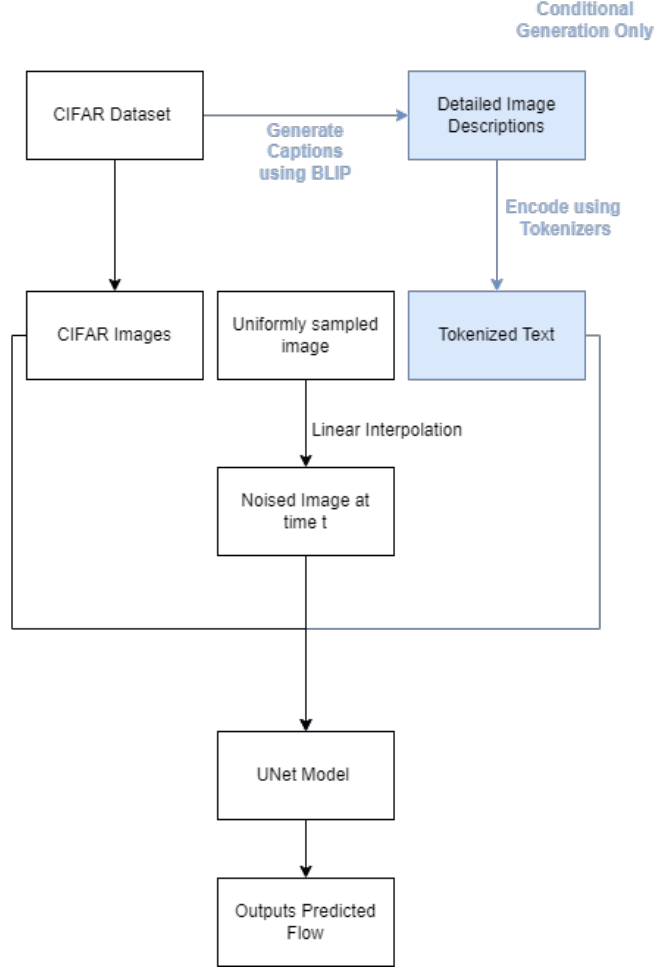 Conditional
Generation Only
CIFAR Dataset
Generate
Captions
using BLIP
Detailed Image
Descriptions
Encode using
Tokenizers
CIFAR Images
Uniformly sampled
image
Tokenized Text
Linear Interpolation
Noised Image at
time t
UNet Model
Outputs Predicted
Flow